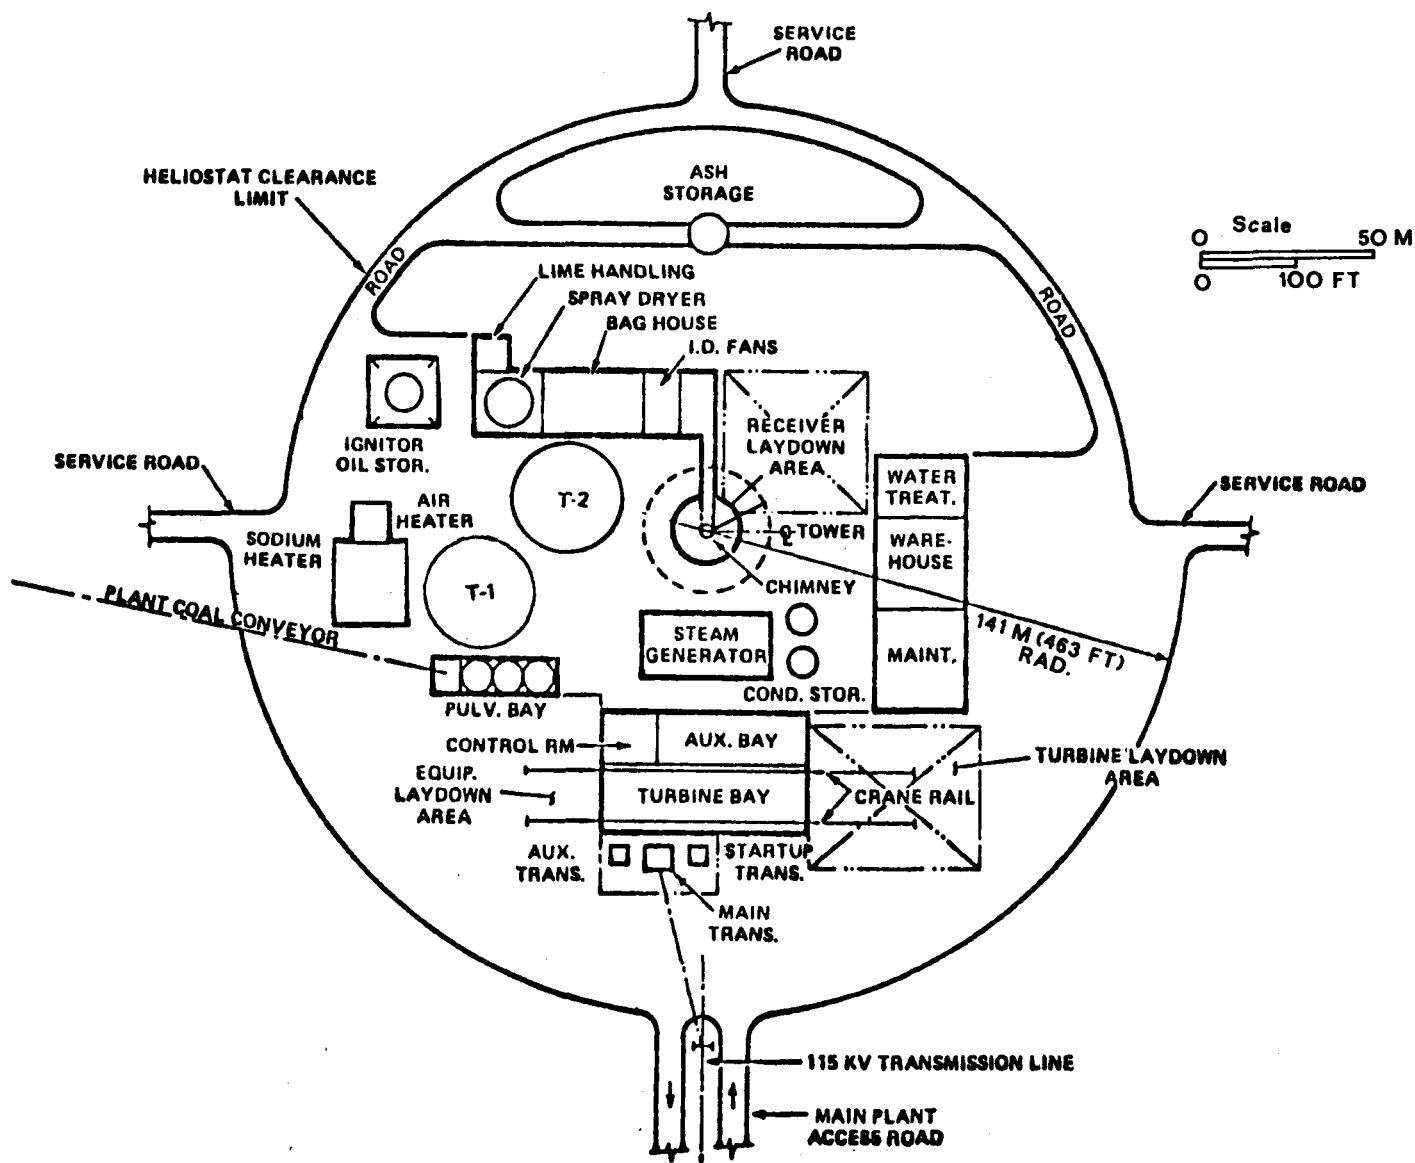 SERVICE
ROAD
HELIOSTAT CLEARANCE
LIMIT
ASH
STORAGE
Scale
0 50 M
0 100 FT
ROAD
ROAD
LIME HANDLING
SPRAY DRYER
BAG HOUSE
I.D. FANS
IGNITOR
OIL STOR.
RECEIVER
LAYDOWN
AREA
SERVICE ROAD
WATER
TREAT.
SERVICE ROAD
AIR
HEATER
T-2
SODIUM
HEATER
℄ TOWER
WARE-
HOUSE
CHIMNEY
T-1
PLANT COAL CONVEYOR
STEAM
GENERATOR
141 M (463 FT)
RAD.
MAINT.
COND. STOR.
PULV. BAY
CONTROL RM
AUX. BAY
TURBINE LAYDOWN
AREA
EQUIP.
LAYDOWN
AREA
TURBINE BAY
CRANE RAIL
AUX.
TRANS.
STARTUP
TRANS.
MAIN
TRANS.
115 KV TRANSMISSION LINE
MAIN PLANT
ACCESS ROAD